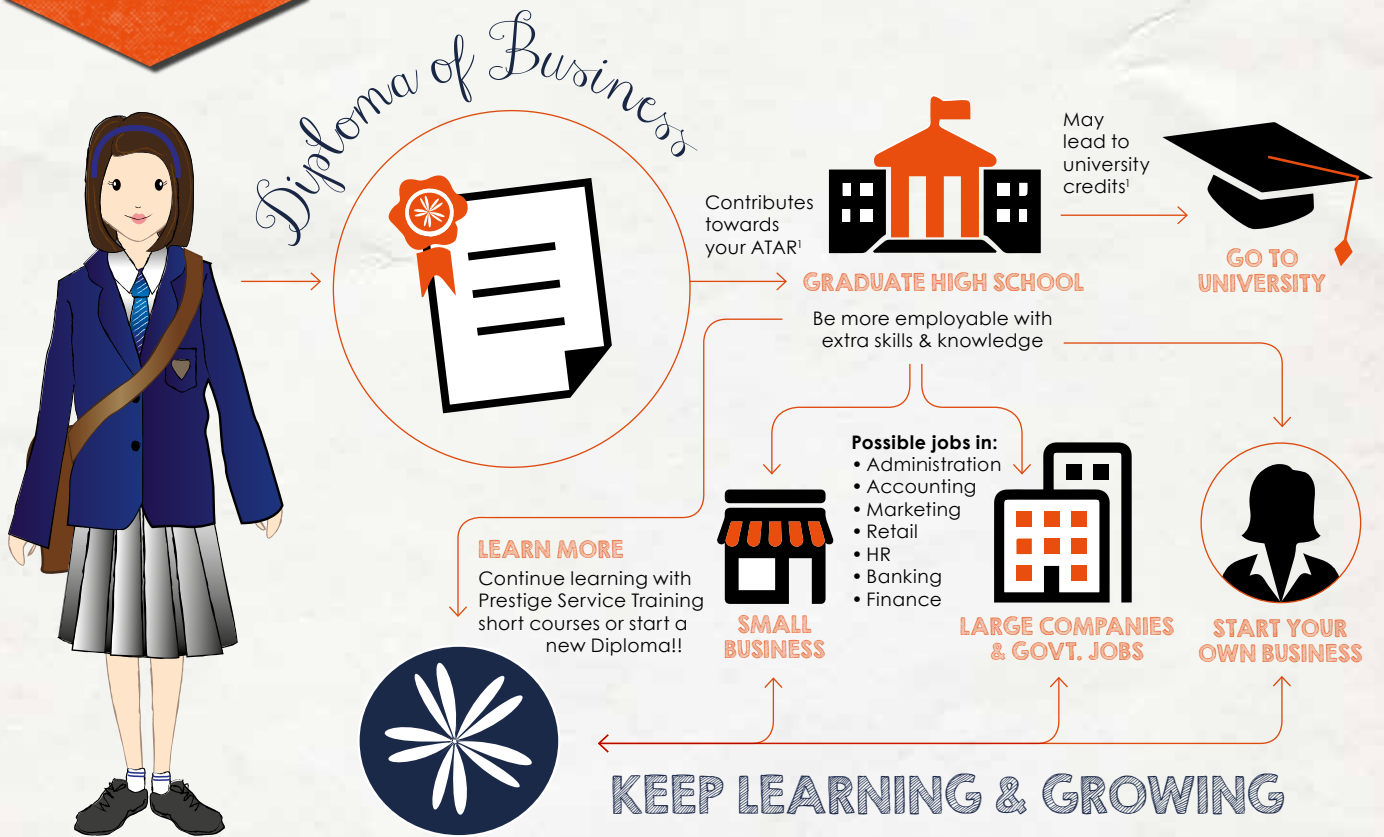 Diploma of Business
Contributes
towards
your ATAR¹
GRADUATE HIGH SCHOOL
May
lead to
university
credits¹
GO TO
UNIVERSITY
Be more employable with
extra skills & knowledge
LEARN MORE
Continue learning with
Prestige Service Training
short courses or start a
new Diploma!!
SMALL
BUSINESS
Possible jobs in:
• Administration
• Accounting
• Marketing
• Retail
• HR
• Banking
• Finance
LARGE COMPANIES
& GOVT. JOBS
START YOUR
OWN BUSINESS
KEEP LEARNING & GROWING